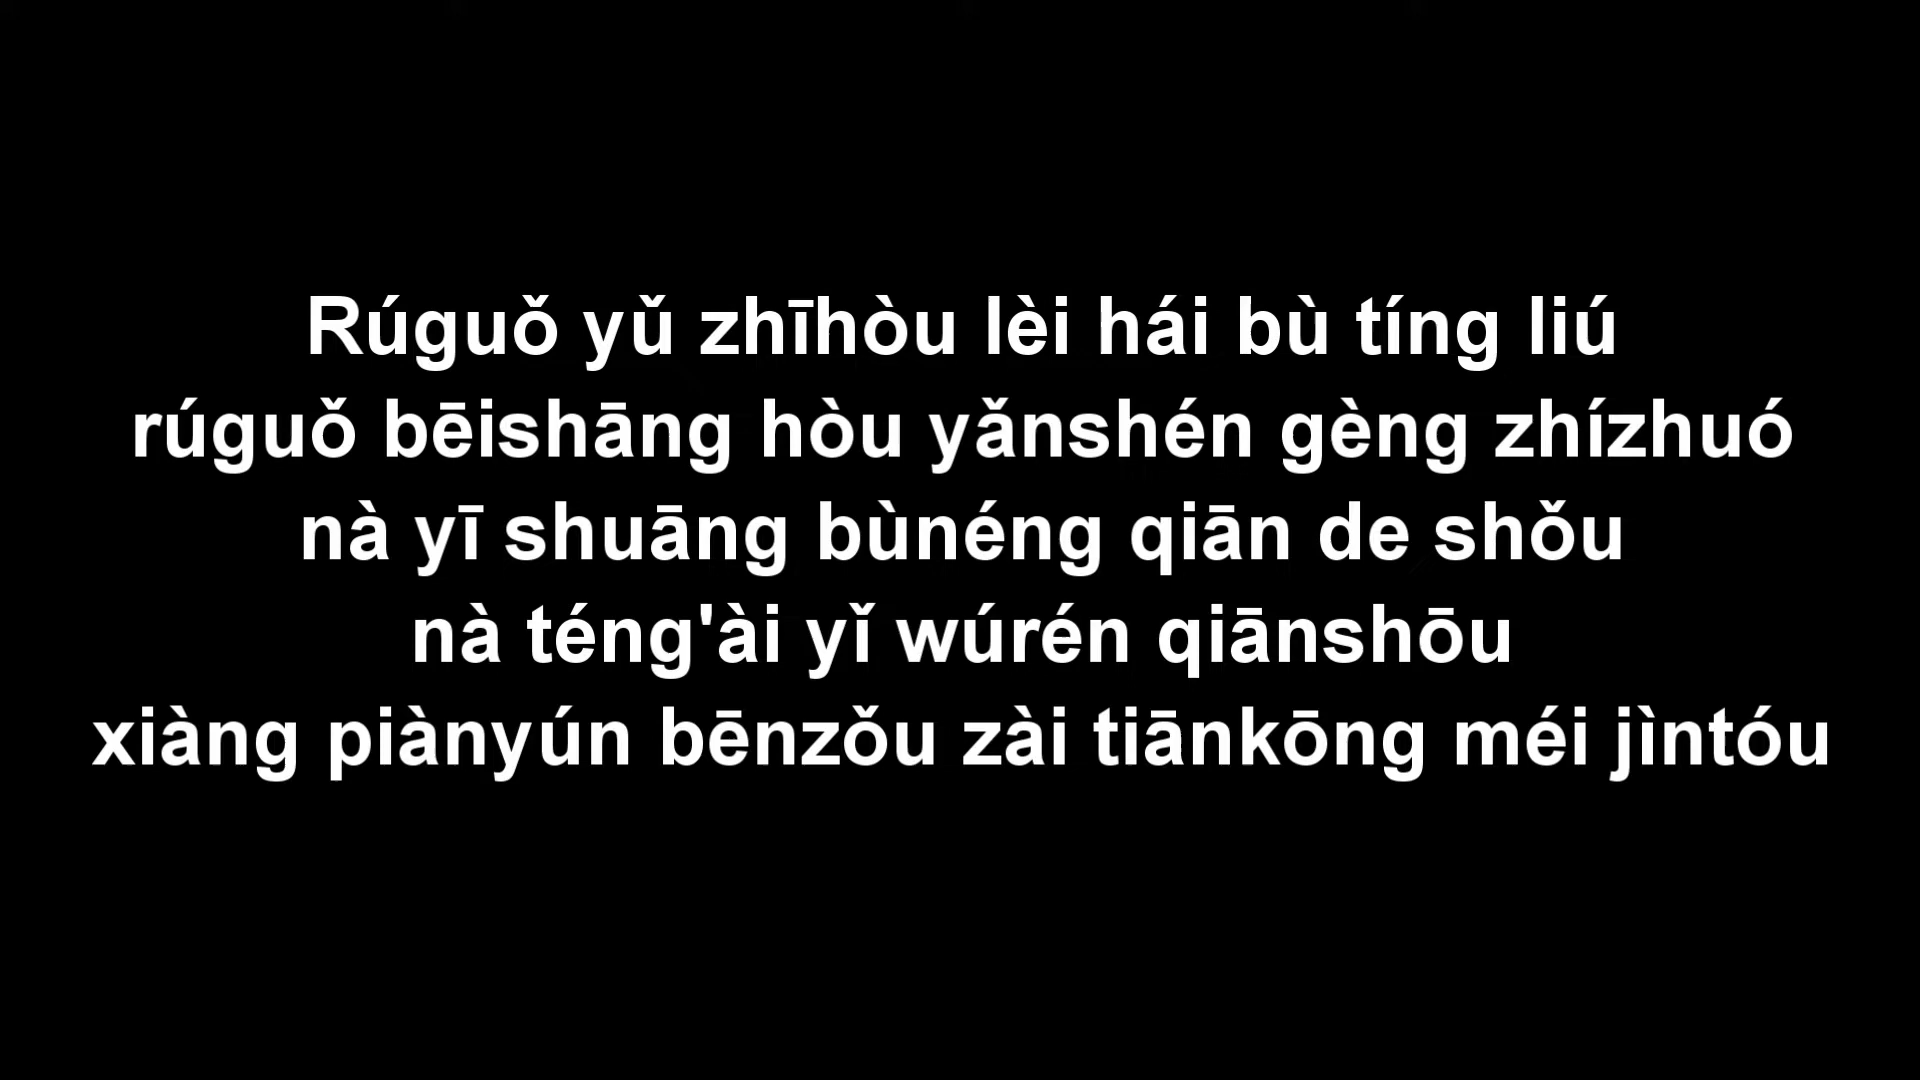 Rúguǒ yǔ zhīhòu lèi hái bù tíng liú
rúguǒ bēishāng hòu yǎnshén gèng zhízhuó
nà yī shuāng bùnéng qiān de shǒu
nà téng'ài yǐ wúrén qiānshōu
xiàng piànyún bēnzǒu zài tiānkōng méi jìntóu